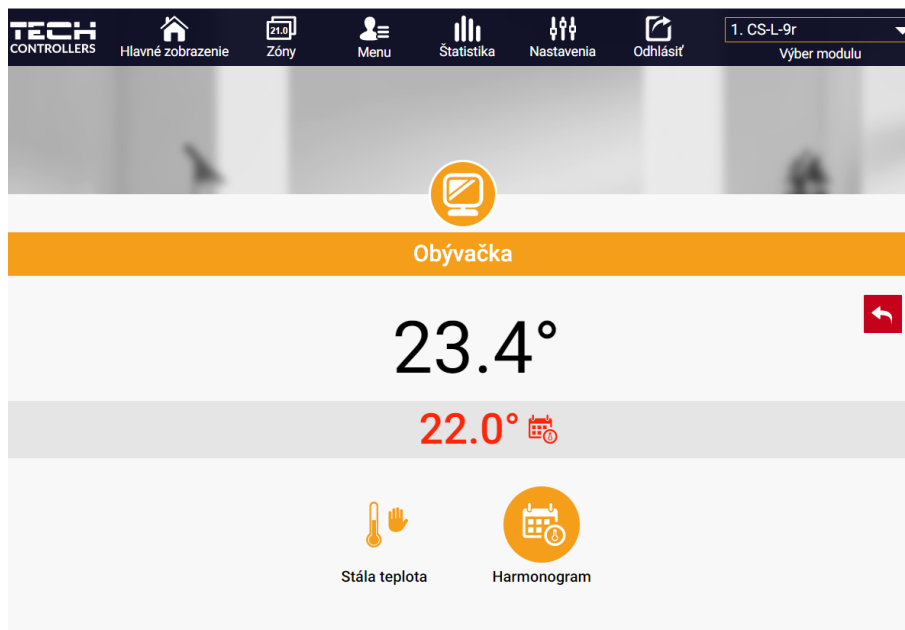 TECH
CONTROLLERS
Hlavné zobrazenie
21.0
Zóny
Menu
Štatistika
Nastavenia
Odhlásiť
1. CS-L-9r
Výber modulu
Obývačka
23.4°
22.0°
Stála teplota
Harmonogram